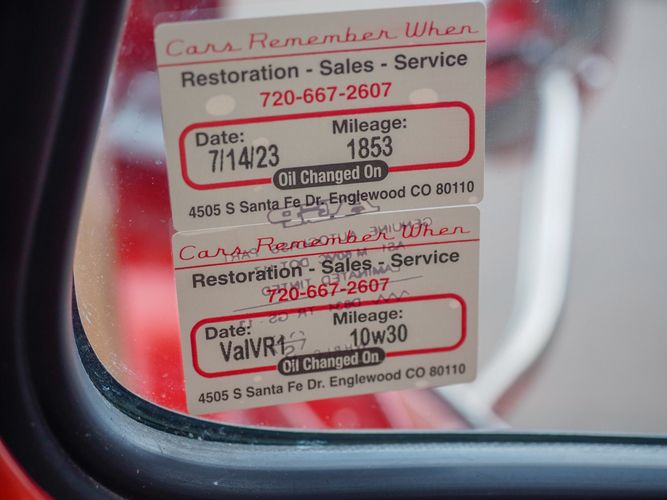 Cars Remember When
Restoration - Sales - Service
720-667-2607
Date: Mileage:
7/14/23 1853
Oil Changed On
4505 S Santa Fe Dr. Englewood CO 80110
Cars Remember When
Restoration - Sales - Service
720-667-2607
Date: Mileage:
ValVR1 10w30
Oil Changed On
4505 S Santa Fe Dr. Englewood CO 80110
LAMINATED TINTED